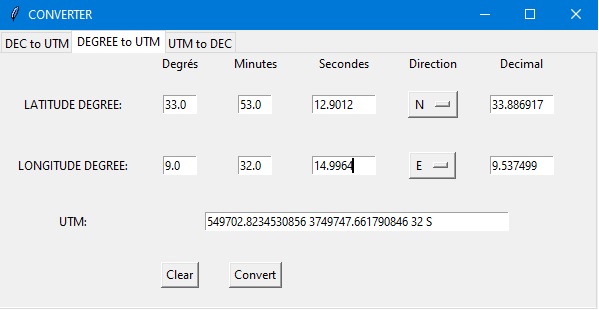 CONVERTER
DEC to UTM DEGREE to UTM UTM to DEC
Degrés Minutes Secondes Direction Decimal
LATITUDE DEGREE: 33.0 53.0 12.9012 N 33.886917
LONGITUDE DEGREE: 9.0 32.0 14.9964 E 9.537499
UTM: 549702.8234530856 3749747.661790846 32 S
Clear Convert